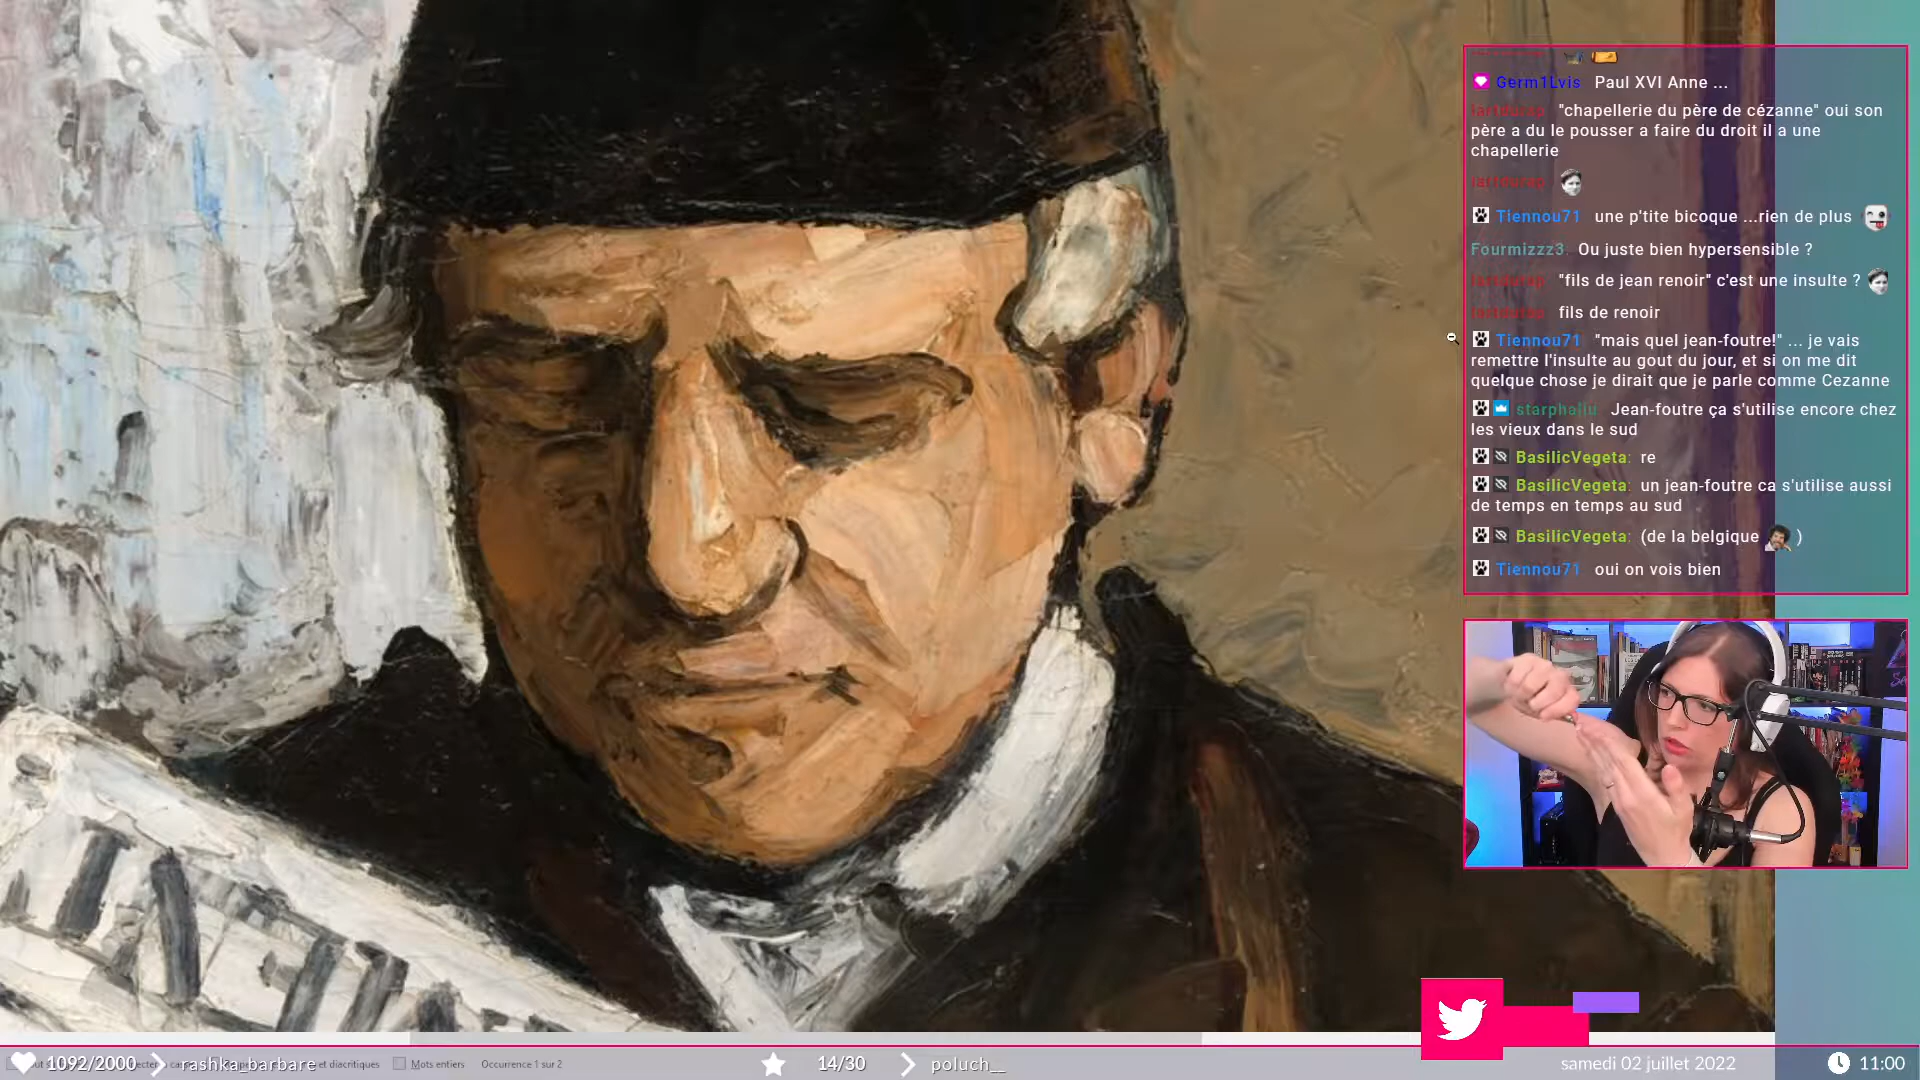 Germ1Lvis Paul XVI Anne ...
"chapellerie du père de cézanne" oui son
père a du le pousser a faire du droit il a une
chapellerie
Tiennou71 une p'tite bicoque ...rien de plus
Fourmizzz3: Ou juste bien hypersensible ?
"fils de jean renoir" c'est une insulte ?
fils de renoir
Tiennou71 "mais quel jean-foutre!" ... je vais
remettre l'insulte au gout du jour, et si on me dit
quelque chose je dirait que je parle comme Cezanne
Jean-foutre ça s'utilise encore chez
les vieux dans le sud
BasilicVegeta: re
BasilicVegeta: un jean-foutre ca s'utilise aussi
de temps en temps au sud
BasilicVegeta: (de la belgique )
Tiennou71 oui on vois bien
1092/2000 rashka_barbare et diacritiques Mots entiers Occurrence 1 sur 2 14/30 poluch__ samedi 02 juillet 2022 11:00